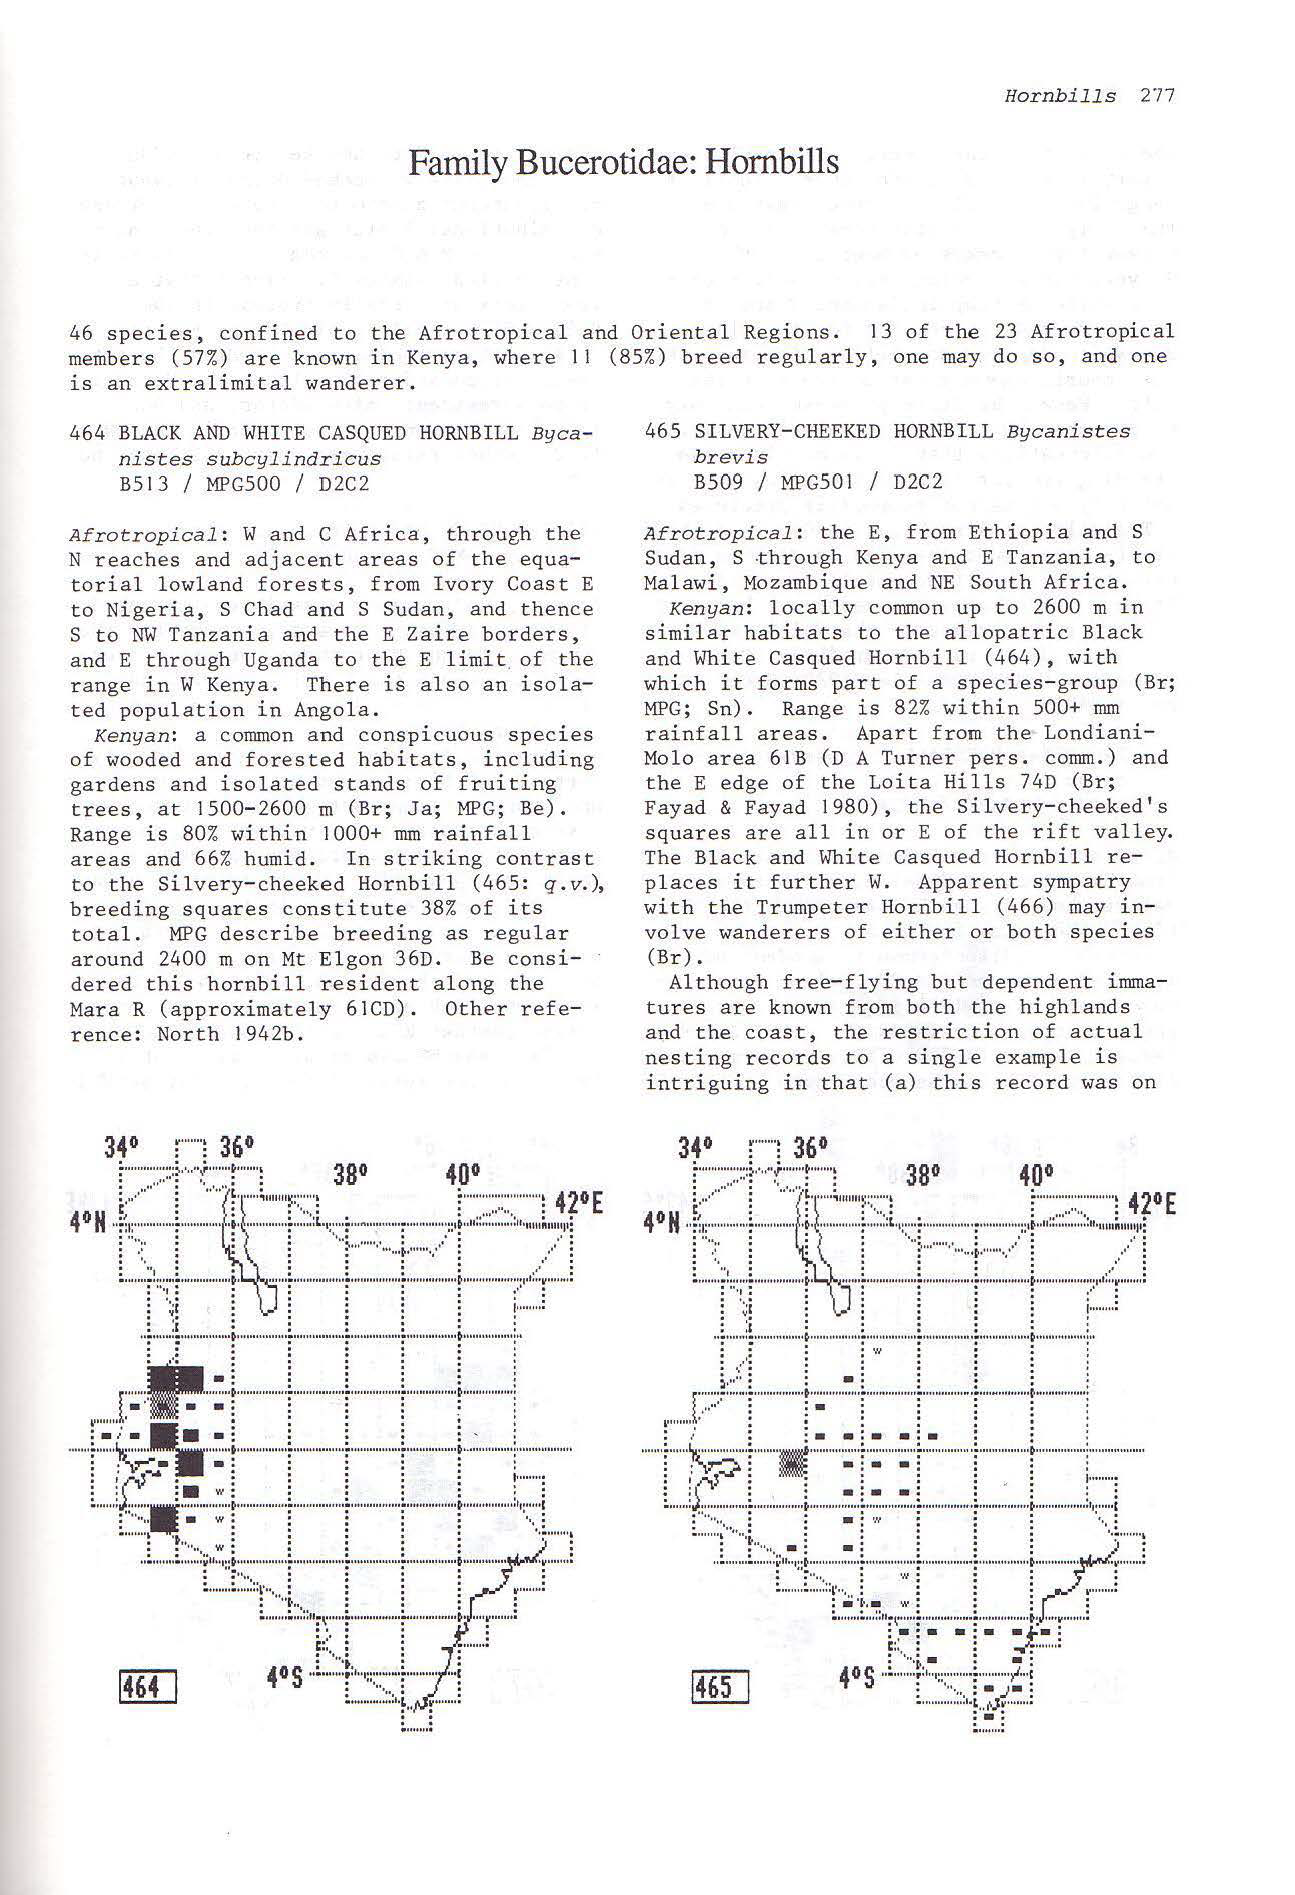 Hornbills 277
Family Bucerotidae: Hornbills
46 species, confined to the Afrotropical and Oriental Regions. 13 of the 23 Afrotropical
members (57%) are known in Kenya, where 11 (85%) breed regularly, one may do so, and one
is an extralimital wanderer.
464 BLACK AND WHITE CASQUED HORNBILL Byca-
nistes subcylindricus
B513 / MPG500 / D2C2
Afrotropical: W and C Africa, through the
N reaches and adjacent areas of the equa-
torial lowland forests, from Ivory Coast E
to Nigeria, S Chad and S Sudan, and thence
S to NW Tanzania and the E Zaire borders,
and E through Uganda to the E limit of the
range in W Kenya. There is also an isola-
ted population in Angola.
Kenyan: a common and conspicuous species
of wooded and forested habitats, including
gardens and isolated stands of fruiting
trees, at 1500-2600 m (Br; Ja; MPG; Be).
Range is 80% within 1000+ mm rainfall
areas and 66% humid. In striking contrast
to the Silvery-cheeked Hornbill (465: q.v.),
breeding squares constitute 38% of its
total. MPG describe breeding as regular
around 2400 m on Mt Elgon 36D. Be consi-
dered this hornbill resident along the
Mara R (approximately 61CD). Other refe-
rence: North 1942b.
465 SILVERY-CHEEKED HORNBILL Bycanistes
brevis
B509 / MPG501 / D2C2
Afrotropical: the E, from Ethiopia and S
Sudan, S through Kenya and E Tanzania, to
Malawi, Mozambique and NE South Africa.
Kenyan: locally common up to 2600 m in
similar habitats to the allopatric Black
and White Casqued Hornbill (464), with
which it forms part of a species-group (Br;
MPG; Sn). Range is 82% within 500+ mm
rainfall areas. Apart from the Londiani-
Molo area 61B (D A Turner pers. comm.) and
the E edge of the Loita Hills 74D (Br;
Fayad & Fayad 1980), the Silvery-cheeked's
squares are all in or E of the rift valley.
The Black and White Casqued Hornbill re-
places it further W. Apparent sympatry
with the Trumpeter Hornbill (466) may in-
volve wanderers of either or both species
(Br).
Although free-flying but dependent imma-
tures are known from both the highlands
and the coast, the restriction of actual
nesting records to a single example is
intriguing in that (a) this record was on
34° 36°
38° 40°
42°E
4°N
w
w
w
4°S
464
34° 36°
38° 40°
42°E
4°N
w
w
w
w
4°S
465